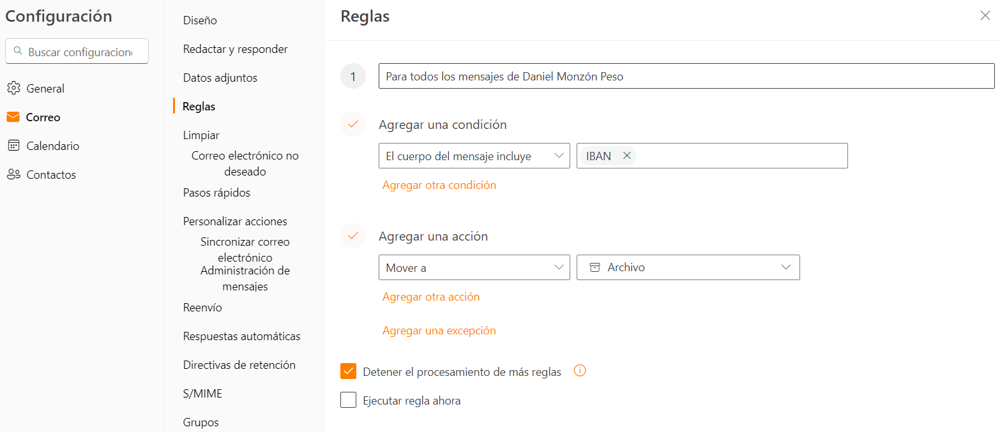 Configuración
Buscar configuracion
General
Correo
Calendario
Contactos
Diseño
Redactar y responder
Datos adjuntos
Reglas
Limpiar
Correo electrónico no
deseado
Pasos rápidos
Personalizar acciones
Sincronizar correo
electrónico
Administración de
mensajes
Reenvío
Respuestas automáticas
Directivas de retención
S/MIME
Grupos
Reglas
1
Para todos los mensajes de Daniel Monzón Peso
Agregar una condición
El cuerpo del mensaje incluye
IBAN
Agregar otra condición
Agregar una acción
Mover a
Archivo
Agregar otra acción
Agregar una excepción
Detener el procesamiento de más reglas
Ejecutar regla ahora